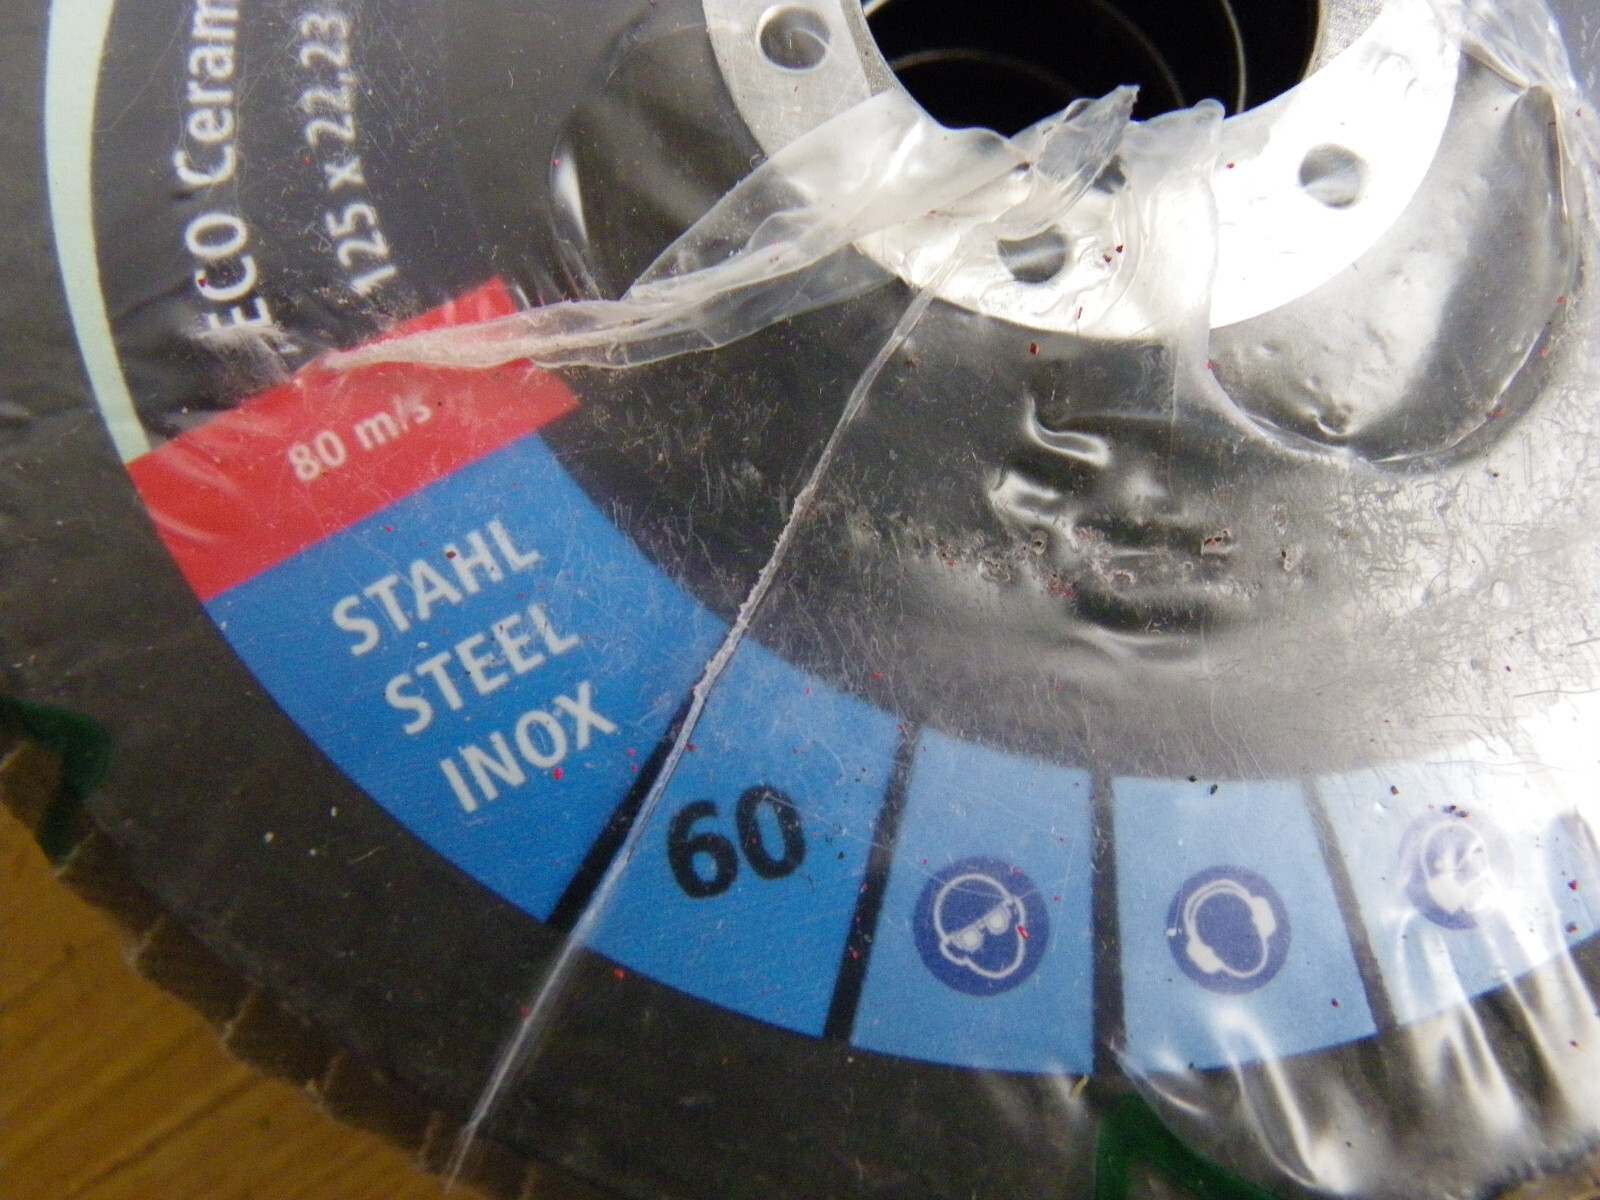 ECO Ceram
125 x 22,23
80 m/s
STAHL
STEEL
INOX
60